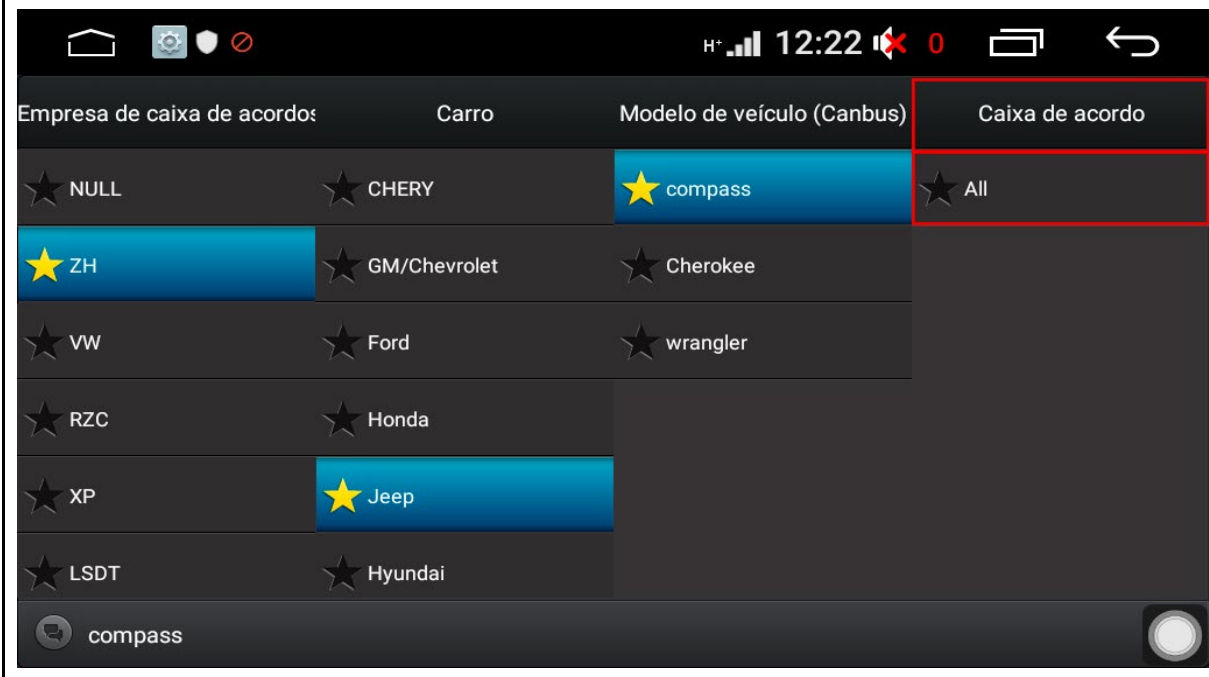 H+ 12:22 0
Empresa de caixa de acordos Carro Modelo de veículo (Canbus) Caixa de acordo
NULL CHERY compass All
ZH GM/Chevrolet Cherokee
VW Ford wrangler
RZC Honda
XP Jeep
LSDT Hyundai
compass